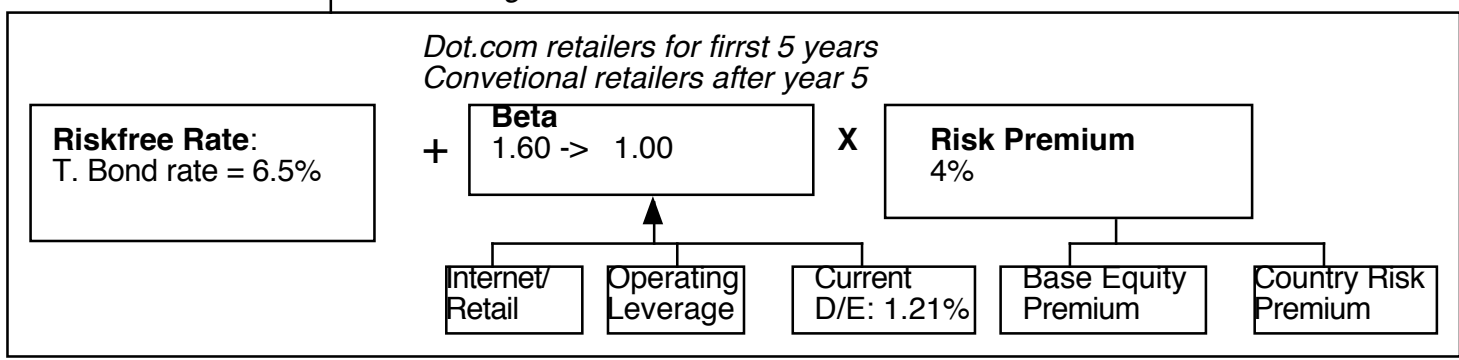 Dot.com retailers for firrst 5 years
Convetional retailers after year 5
Riskfree Rate:
T. Bond rate = 6.5%
+
Beta
1.60 -> 1.00
X
Risk Premium
4%
Internet/
Retail
Operating
Leverage
Current
D/E: 1.21%
Base Equity
Premium
Country Risk
Premium